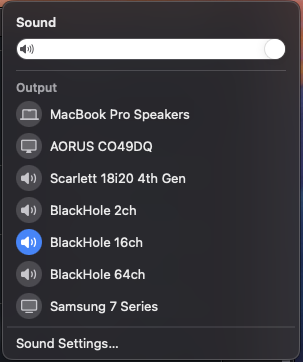 Sound
Output
MacBook Pro Speakers
AORUS CO49DQ
Scarlett 18i20 4th Gen
BlackHole 2ch
BlackHole 16ch
BlackHole 64ch
Samsung 7 Series
Sound Settings...